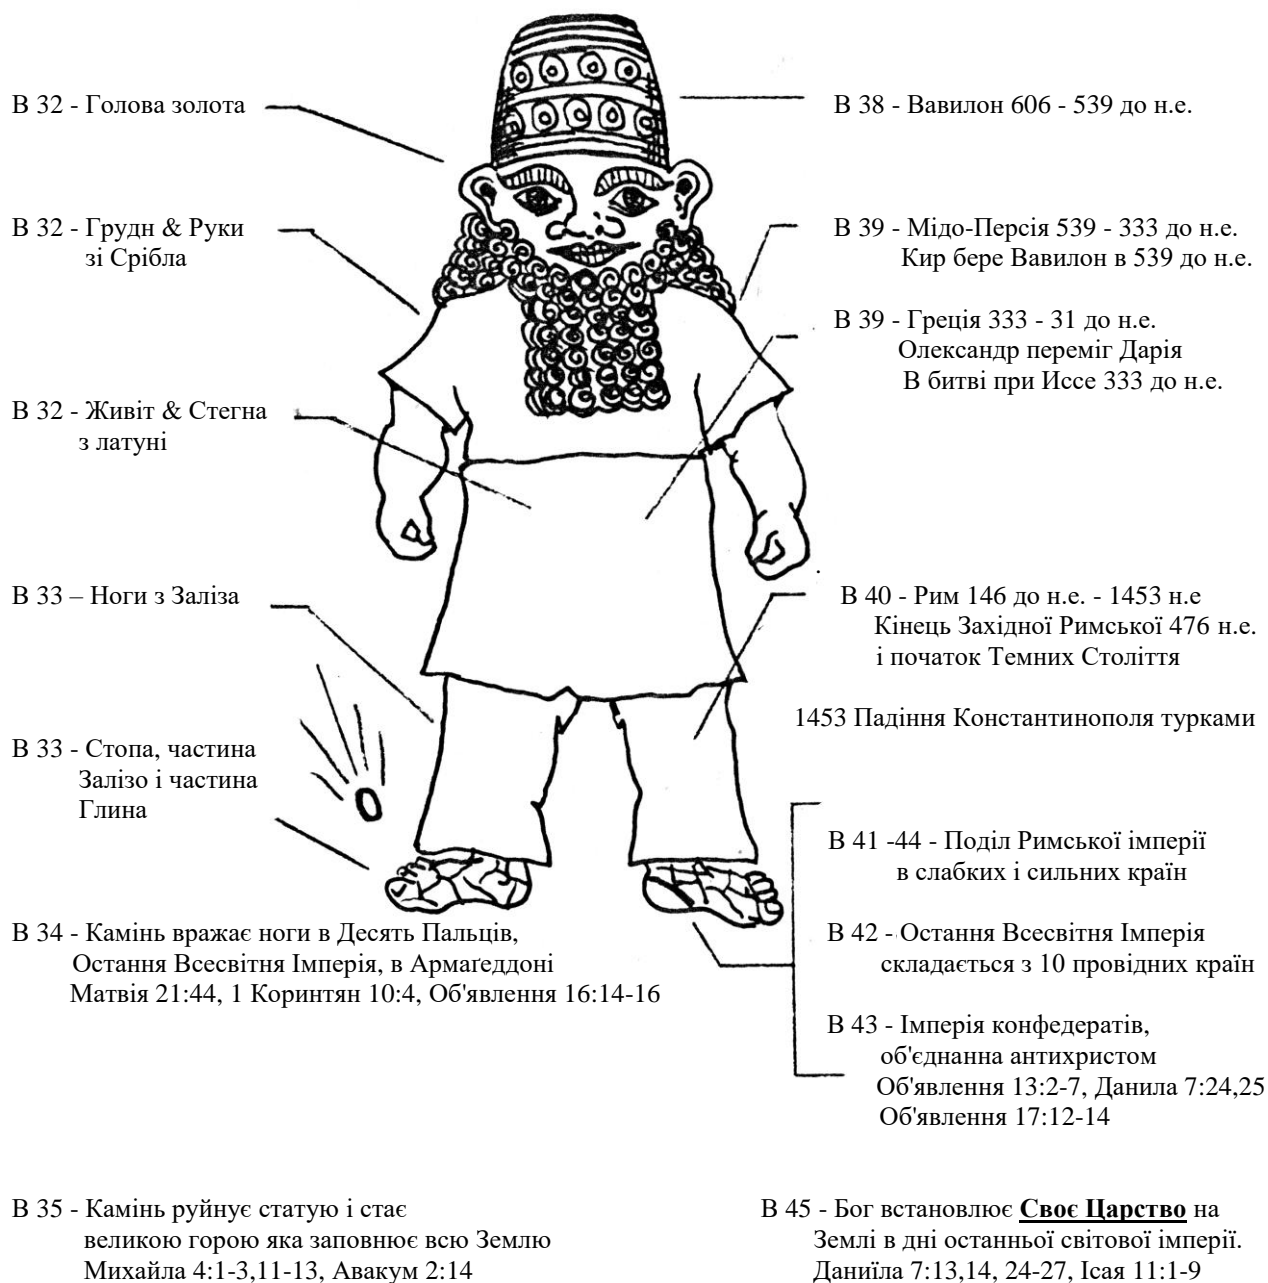 В 32 - Голова золота
В 38 - Вавилон 606 - 539 до н.е.
В 32 - Грудн & Руки
зі Срібла
В 39 - Мідо-Персія 539 - 333 до н.е.
Кир бере Вавилон в 539 до н.е.
В 39 - Греція 333 - 31 до н.е.
Олександр переміг Дарія
В битві при Иссе 333 до н.е.
В 32 - Живіт & Стегна
з латуні
В 33 – Ноги з Заліза
В 40 - Рим 146 до н.е. - 1453 н.е
Кінець Західної Римської 476 н.е.
і початок Темних Століття
1453 Падіння Константинополя турками
В 33 - Стопа, частина
Залізо і частина
Глина
В 41 -44 - Поділ Римської імперії
в слабких і сильних країн
В 34 - Камінь вражає ноги в Десять Пальців,
Остання Всесвітня Імперія, в Армаґеддоні
Матвія 21:44, 1 Коринтян 10:4, Об'явлення 16:14-16
В 42 - Остання Всесвітня Імперія
складається з 10 провідних країн
В 43 - Імперія конфедератів,
об'єднанна антихристом
Об'явлення 13:2-7, Данила 7:24,25
Об'явлення 17:12-14
В 35 - Камінь руйнує статую і стає
великою горою яка заповнює всю Землю
Михайла 4:1-3,11-13, Авакум 2:14
В 45 - Бог встановлює Своє Царство на
Землі в дні останньої світової імперії.
Даниїла 7:13,14, 24-27, Ісая 11:1-9